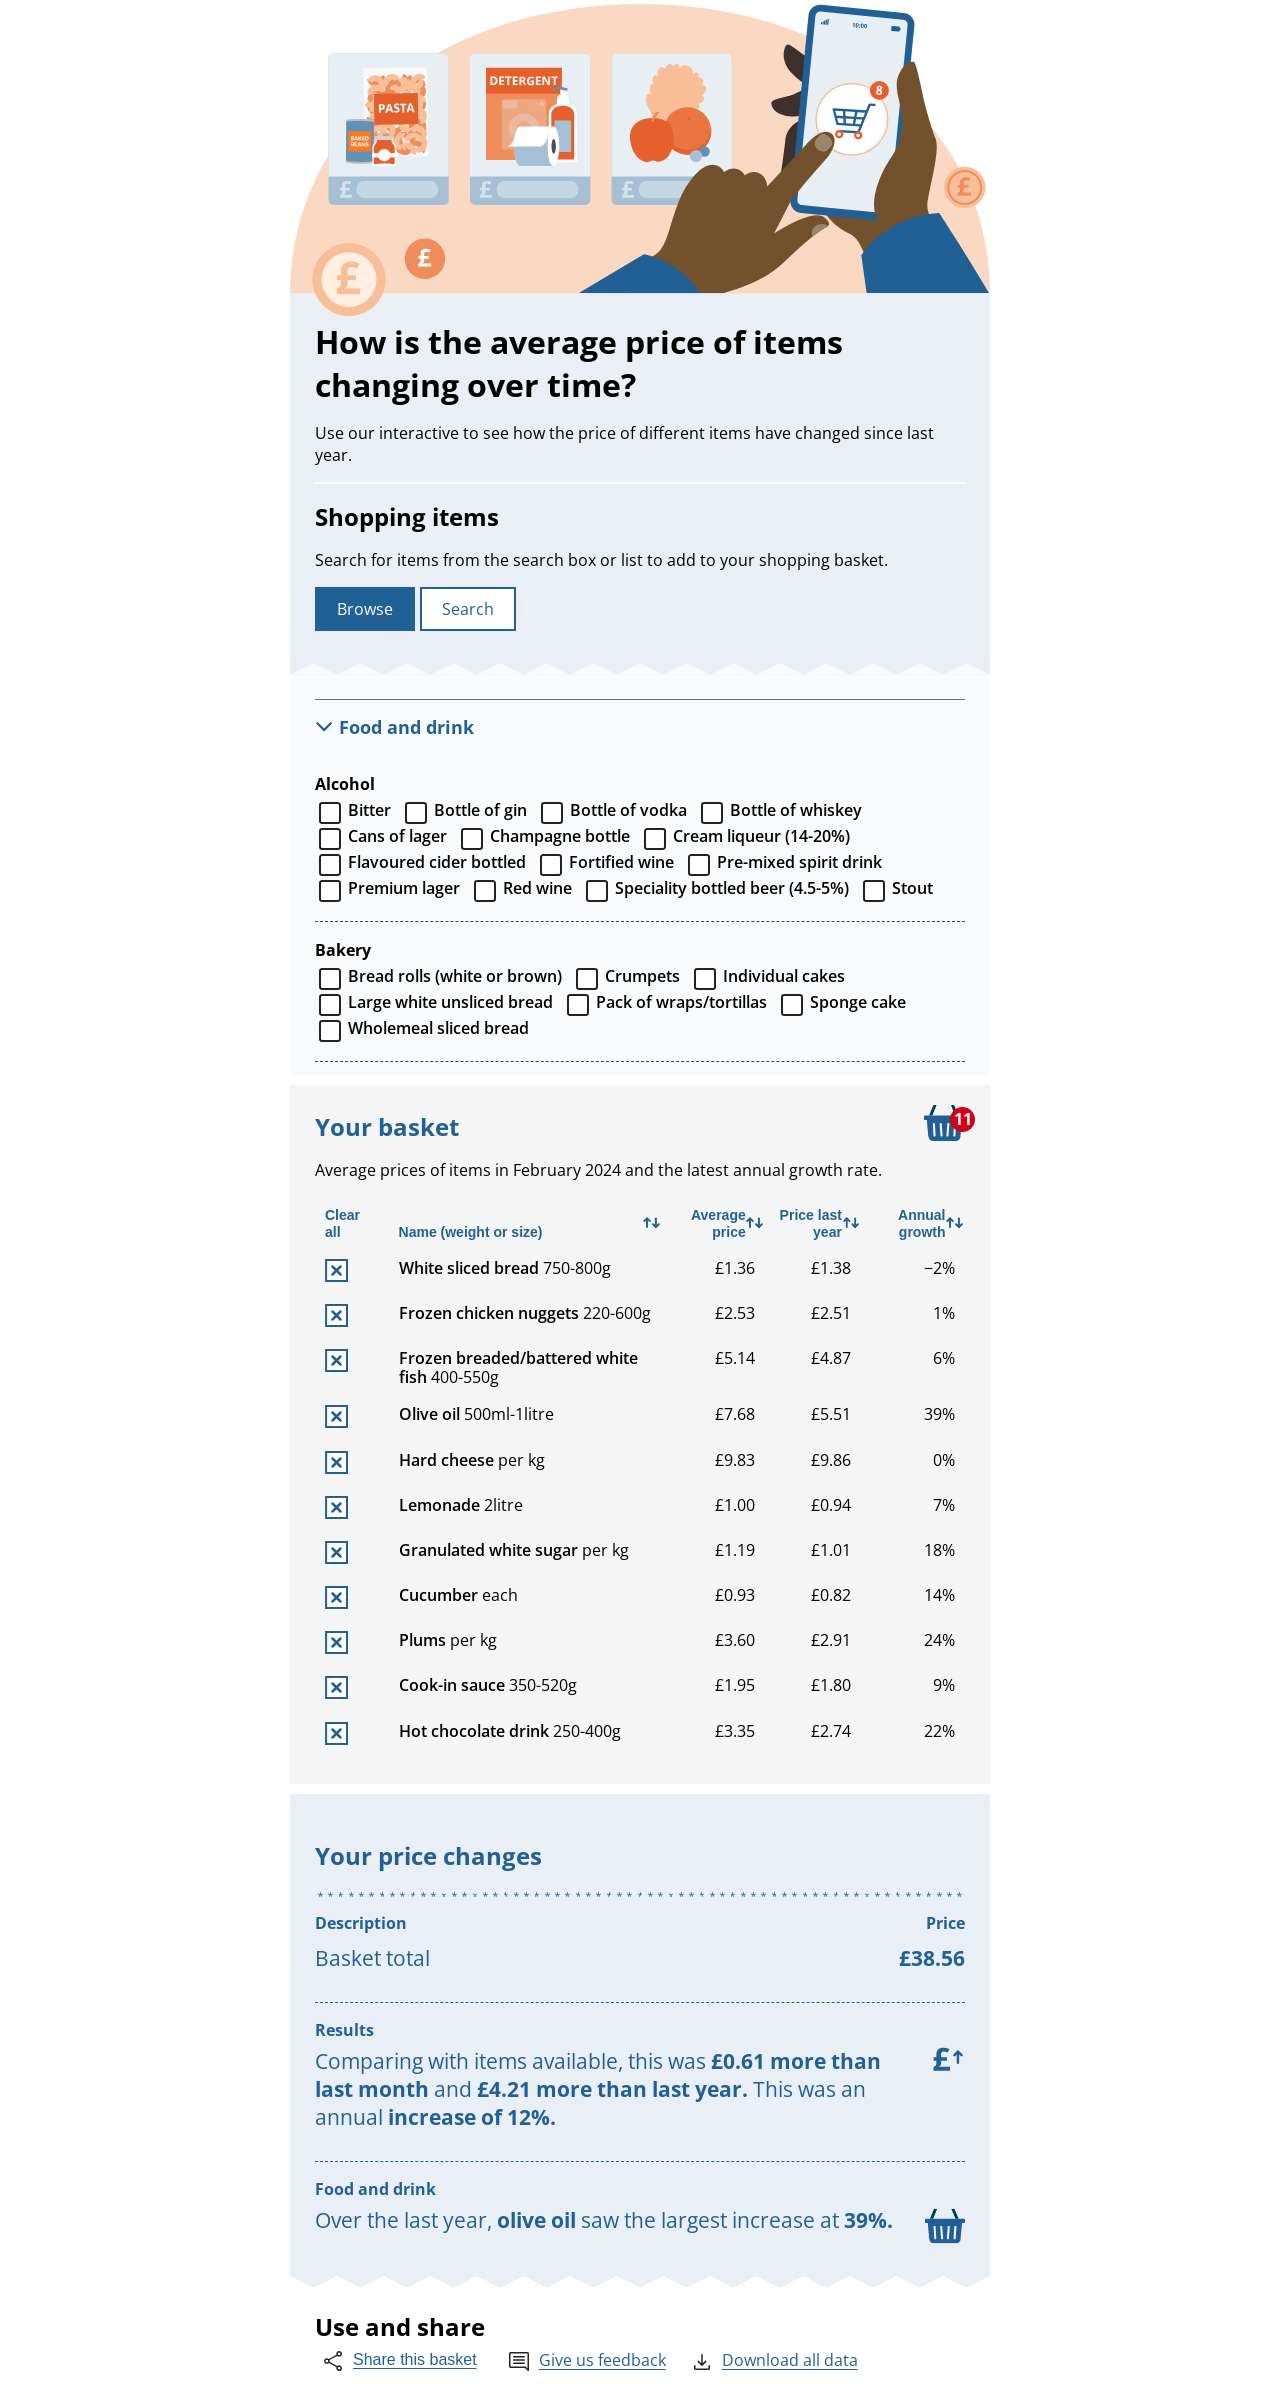 10:00
8
PASTA
BAKED
BEANS
DETERGENT
£ £ £
£
£
£
How is the average price of items
changing over time?
Use our interactive to see how the price of different items have changed since last
year.
Shopping items
Search for items from the search box or list to add to your shopping basket.
Browse Search
Food and drink
Alcohol
Bitter Bottle of gin Bottle of vodka Bottle of whiskey
Cans of lager Champagne bottle Cream liqueur (14-20%)
Flavoured cider bottled Fortified wine Pre-mixed spirit drink
Premium lager Red wine Speciality bottled beer (4.5-5%) Stout
Bakery
Bread rolls (white or brown) Crumpets Individual cakes
Large white unsliced bread Pack of wraps/tortillas Sponge cake
Wholemeal sliced bread
Your basket 11
Average prices of items in February 2024 and the latest annual growth rate.
Clear Average Price last Annual
all Name (weight or size) price year growth
White sliced bread 750-800g £1.36 £1.38 −2%
Frozen chicken nuggets 220-600g £2.53 £2.51 1%
Frozen breaded/battered white £5.14 £4.87 6%
fish 400-550g
Olive oil 500ml-1litre £7.68 £5.51 39%
Hard cheese per kg £9.83 £9.86 0%
Lemonade 2litre £1.00 £0.94 7%
Granulated white sugar per kg £1.19 £1.01 18%
Cucumber each £0.93 £0.82 14%
Plums per kg £3.60 £2.91 24%
Cook-in sauce 350-520g £1.95 £1.80 9%
Hot chocolate drink 250-400g £3.35 £2.74 22%
Your price changes
Description Price
Basket total £38.56
Results
Comparing with items available, this was £0.61 more than £↑
last month and £4.21 more than last year. This was an
annual increase of 12%.
Food and drink
Over the last year, olive oil saw the largest increase at 39%.
Use and share
Share this basket Give us feedback Download all data